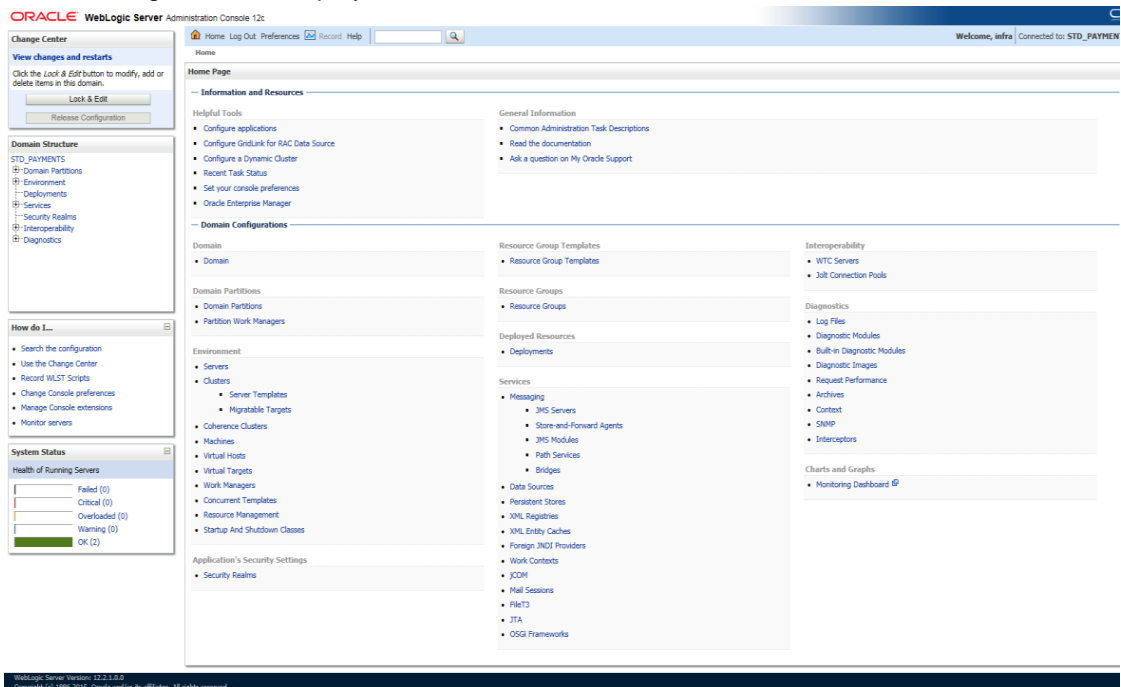 ORACLE WebLogic Server Administration Console 12c
Change Center
View changes and restarts
Click the Lock & Edit button to modify, add or
delete items in this domain.
Lock & Edit
Release Configuration
Domain Structure
STD_PAYMENTS
Domain Partitions
Environment
Deployments
Services
Security Realms
Interoperability
Diagnostics
How do I...
Search the configuration
Use the Change Center
Record WLST Scripts
Change Console preferences
Manage Console extensions
Monitor servers
System Status
Health of Running Servers
Failed (0)
Critical (0)
Overloaded (0)
Warning (0)
OK (2)
Home Log Out Preferences Record Help
Welcome, infra Connected to: STD_PAYMEN
Home
Home Page
Information and Resources
Helpful Tools
Configure applications
Configure GridLink for RAC Data Source
Configure a Dynamic Cluster
Recent Task Status
Set your console preferences
Oracle Enterprise Manager
General Information
Common Administration Task Descriptions
Read the documentation
Ask a question on My Oracle Support
Domain Configurations
Domain
Domain
Domain Partitions
Domain Partitions
Partition Work Managers
Environment
Servers
Clusters
Server Templates
Migratable Targets
Coherence Clusters
Machines
Virtual Hosts
Virtual Targets
Work Managers
Concurrent Templates
Resource Management
Startup And Shutdown Classes
Application's Security Settings
Security Realms
Resource Group Templates
Resource Group Templates
Resource Groups
Resource Groups
Deployed Resources
Deployments
Services
Messaging
JMS Servers
Store-and-Forward Agents
JMS Modules
Path Services
Bridges
Data Sources
Persistent Stores
XML Registries
XML Entity Caches
Foreign JNDI Providers
Work Contexts
jCOM
Mail Sessions
FileT3
JTA
OSGi Frameworks
Interoperability
WTC Servers
Jolt Connection Pools
Diagnostics
Log Files
Diagnostic Modules
Built-in Diagnostic Modules
Diagnostic Images
Request Performance
Archives
Context
SNMP
Interceptors
Charts and Graphs
Monitoring Dashboard
WebLogic Server Version: 12.2.1.0.0